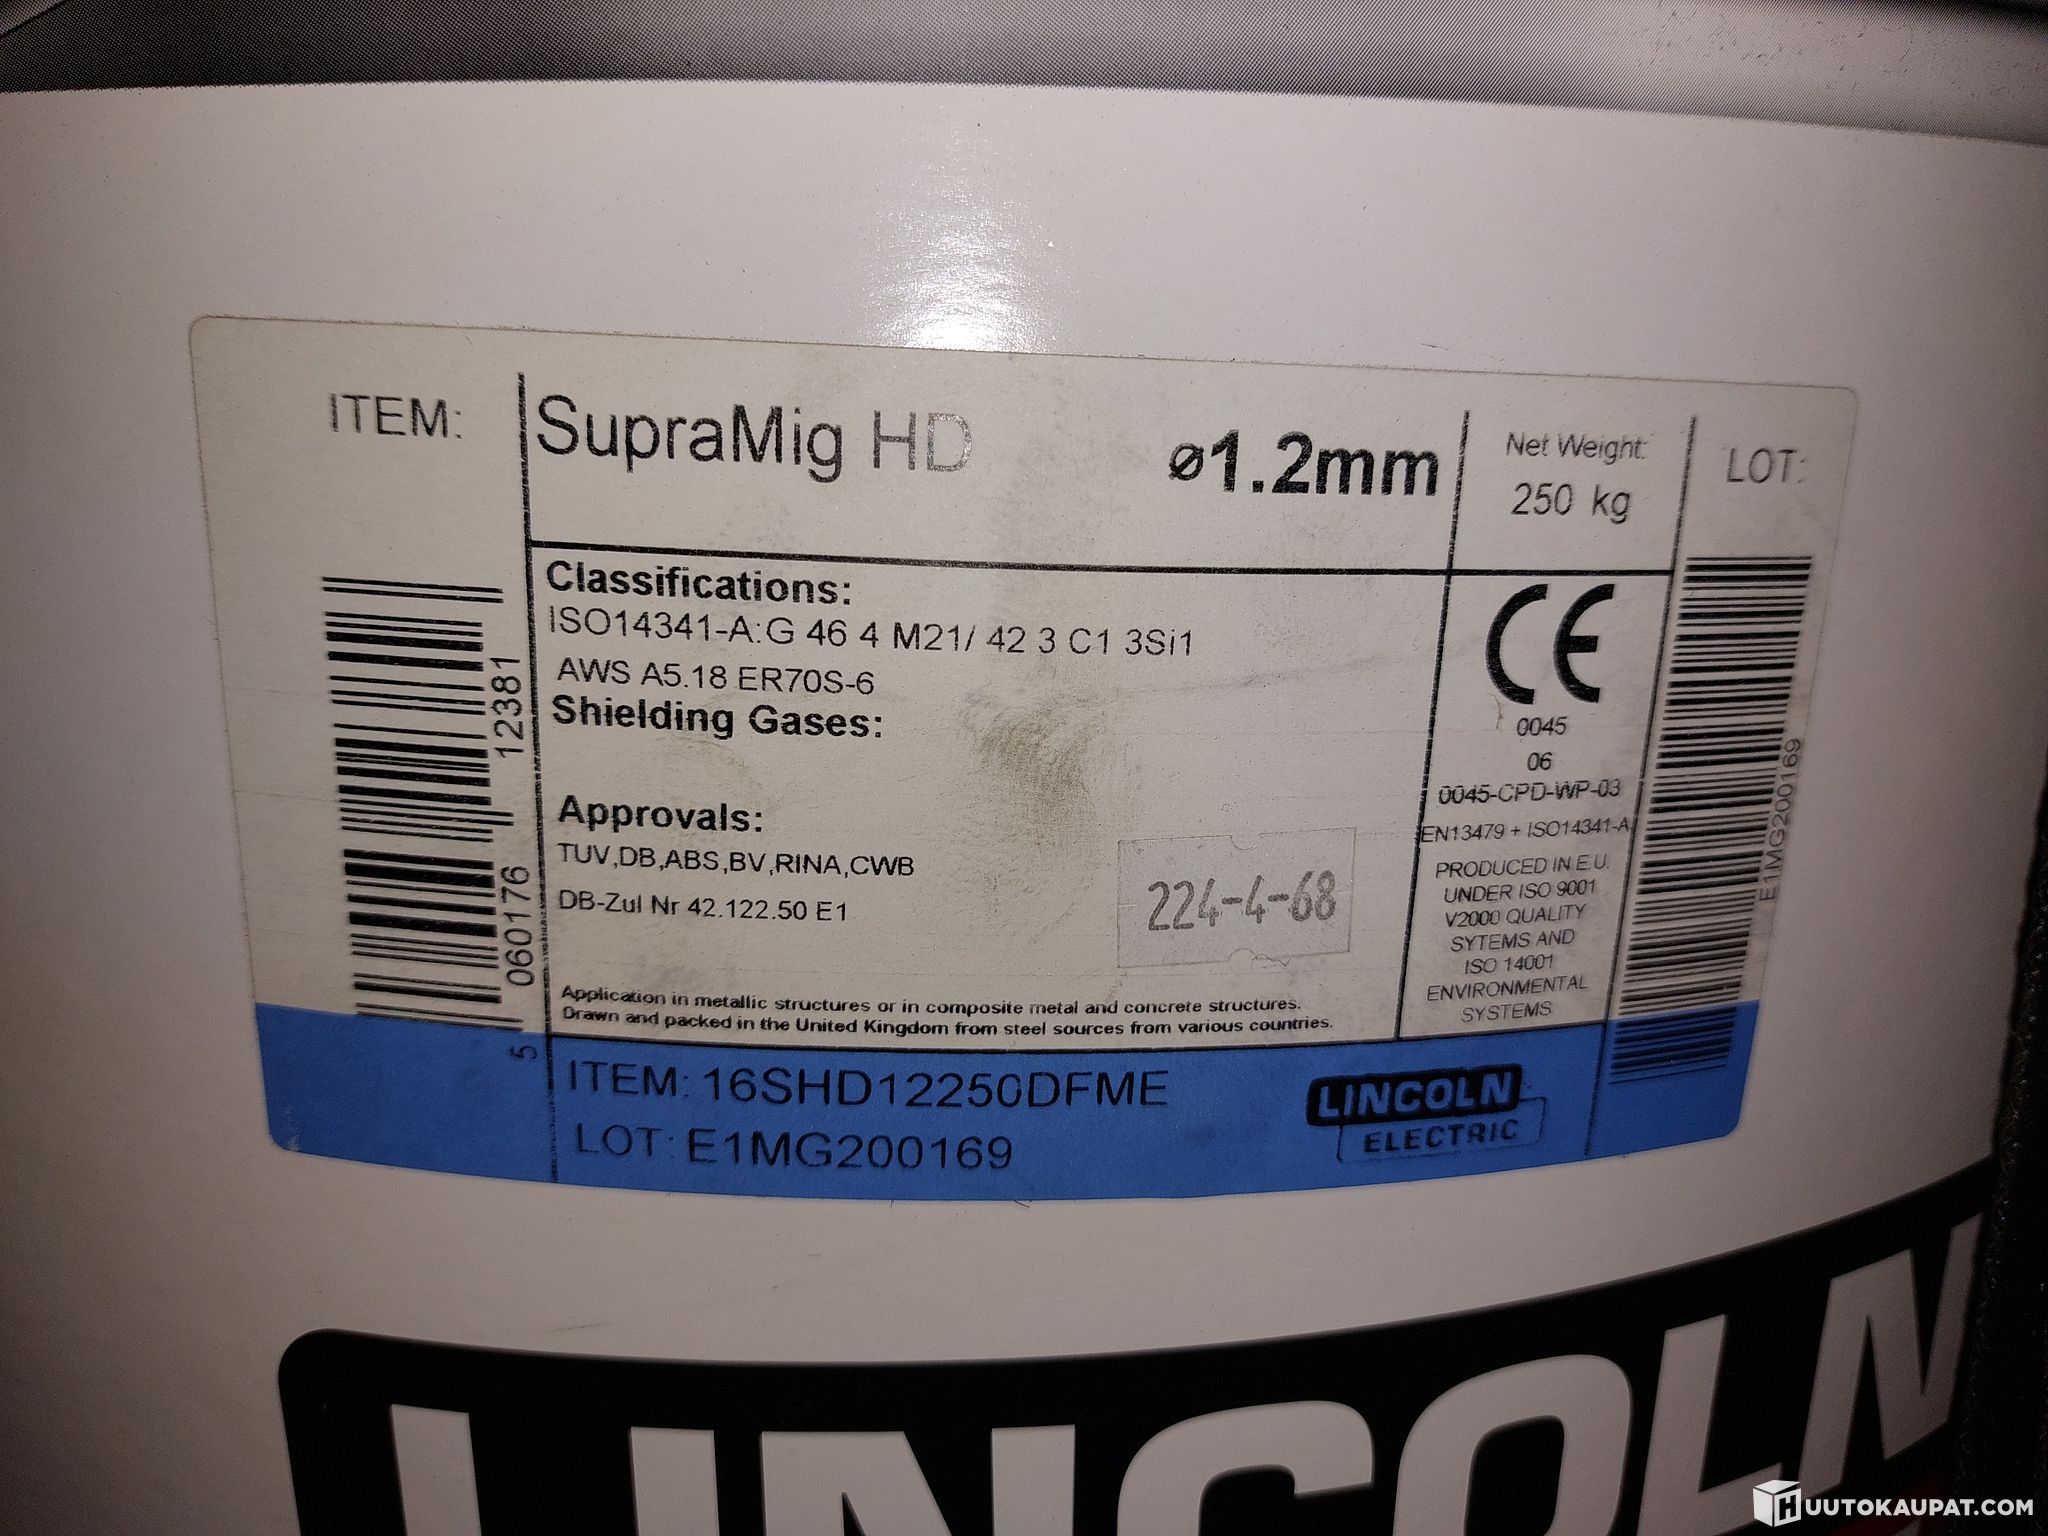 ITEM:
SupraMig HD
⌀1.2mm
Net Weight:
250 kg
LOT:
Classifications:
ISO14341-A:G 46 4 M21/ 42 3 C1 3Si1
AWS A5.18 ER70S-6
Shielding Gases:
Approvals:
TUV,DB,ABS,BV,RINA,CWB
DB-Zul Nr 42.122.50 E1
224-4-68
Application in metallic structures or in composite metal and concrete structures.
Drawn and packed in the United Kingdom from steel sources from various countries.
CE
0045
06
0045-CPD-WP-03
EN13479 + ISO14341-A
PRODUCED IN E.U.
UNDER ISO 9001
V2000 QUALITY
SYTEMS AND
ISO 14001
ENVIRONMENTAL
SYSTEMS
5 060176 12381
E1MG200169
ITEM: 16SHD12250DFME
LOT: E1MG200169
LINCOLN
ELECTRIC
LINCOLN
HUUTOKAUPAT.COM